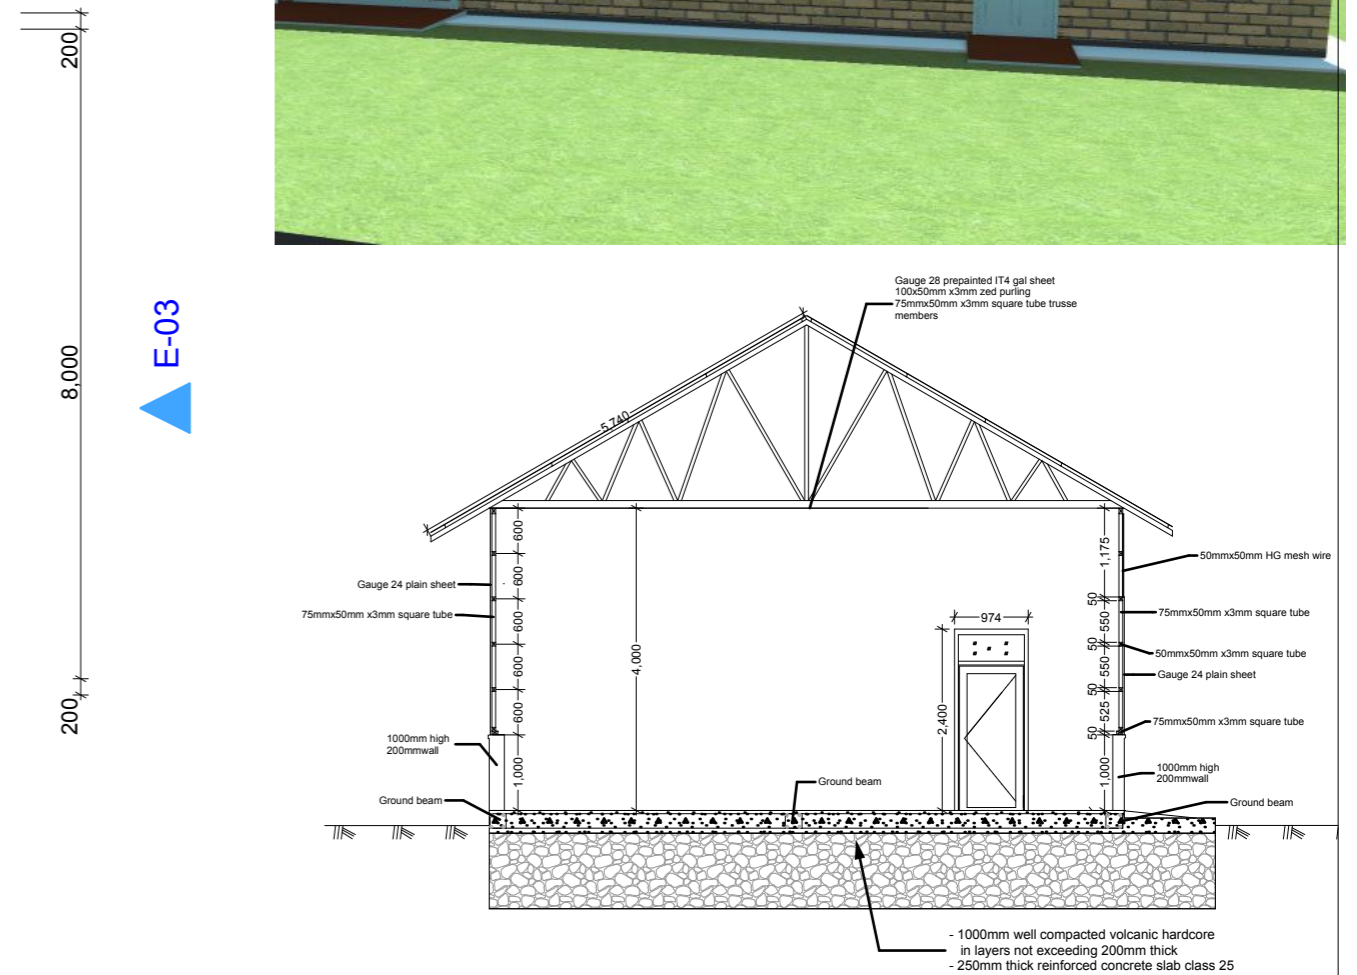 200
8,000
200
E-03
Gauge 28 prepainted IT4 gal sheet
100x50mm x3mm zed purling
75mmx50mm x3mm square tube trusse
members
5,740
600
600
600
600
600
1,000
4,000
Gauge 24 plain sheet
75mmx50mm x3mm square tube
1000mm high
200mmwall
Ground beam
Ground beam
974
2,400
1,175
50
550
50
550
50
525
50
1,000
50mmx50mm HG mesh wire
75mmx50mm x3mm square tube
50mmx50mm x3mm square tube
Gauge 24 plain sheet
75mmx50mm x3mm square tube
1000mm high
200mmwall
Ground beam
- 1000mm well compacted volcanic hardcore
in layers not exceeding 200mm thick
- 250mm thick reinforced concrete slab class 25